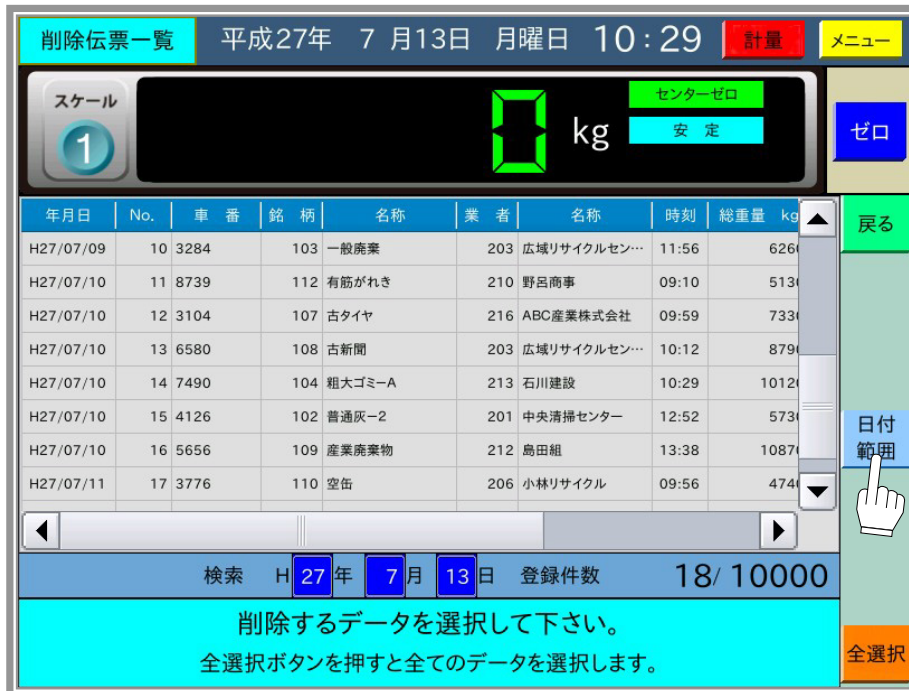 削除伝票一覧 平成27年 7月13日 月曜日 10:29 計量 メニュー
スケール 1 0 kg センターゼロ 安定 ゼロ
年月日 No. 車番 銘柄 名称 業者 名称 時刻 総重量 kg 戻る
H27/07/09 10 3284 103 一般廃棄 203 広域リサイクルセン… 11:56 626
H27/07/10 11 8739 112 有筋がれき 210 野呂商事 09:10 513
H27/07/10 12 3104 107 古タイヤ 216 ABC産業株式会社 09:59 733
H27/07/10 13 6580 108 古新聞 203 広域リサイクルセン… 10:12 879
H27/07/10 14 7490 104 粗大ゴミーA 213 石川建設 10:29 1012
H27/07/10 15 4126 102 普通灰ー2 201 中央清掃センター 12:52 573
H27/07/10 16 5656 109 産業廃棄物 212 島田組 13:38 1087
H27/07/11 17 3776 110 空缶 206 小林リサイクル 09:56 474
日付
範囲
検索 H27年 7月 13日 登録件数 18/10000
削除するデータを選択して下さい。
全選択ボタンを押すと全てのデータを選択します。
全選択